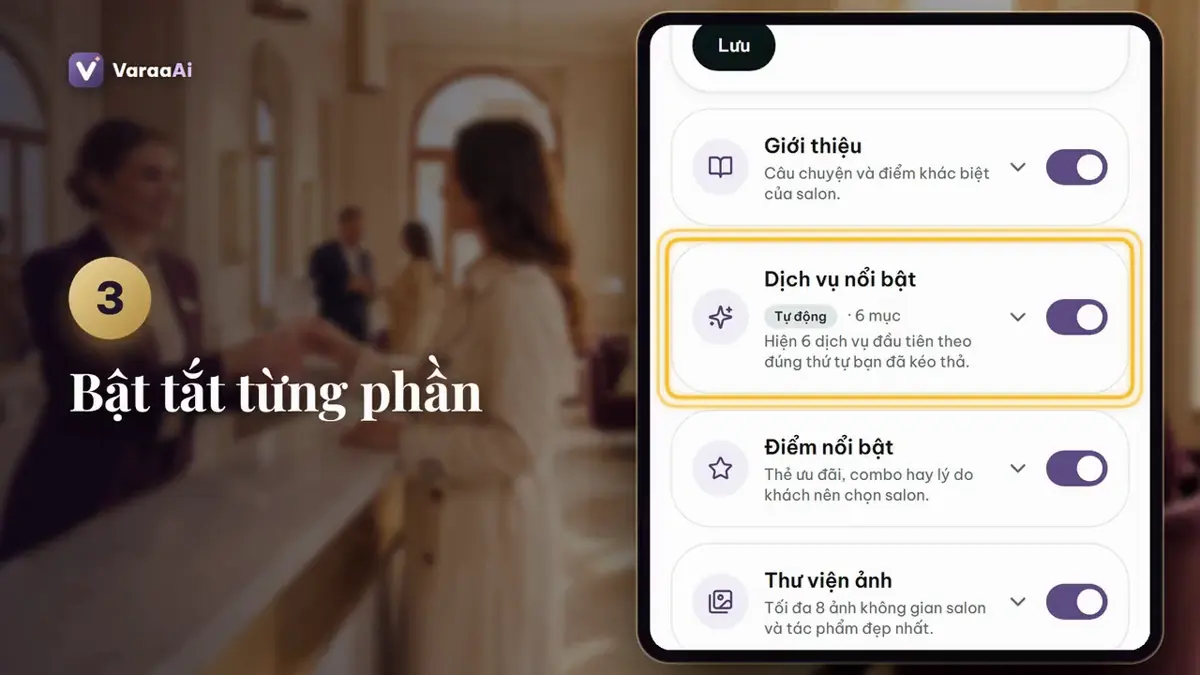 VaraaAi
3
Bật tắt từng phần
Lưu
Giới thiệu
Câu chuyện và điểm khác biệt
của salon.
Dịch vụ nổi bật
Tự động · 6 mục
Hiện 6 dịch vụ đầu tiên theo
đúng thứ tự bạn đã kéo thả.
Điểm nổi bật
Thẻ ưu đãi, combo hay lý do
khách nên chọn salon.
Thư viện ảnh
Tối đa 8 ảnh không gian salon
và tác phẩm đẹp nhất.